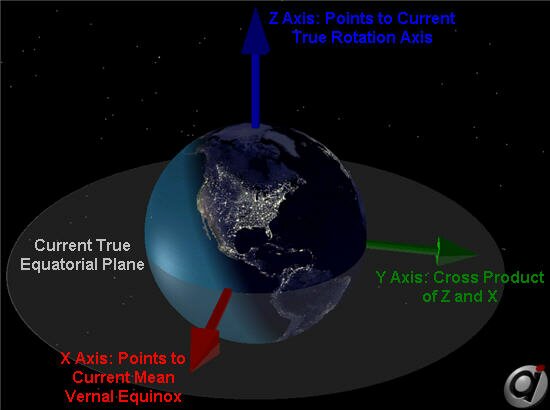 Z Axis: Points to Current
True Rotation Axis
Current True
Equatorial Plane
Y Axis: Cross Product
of Z and X
X Axis: Points to
Current Mean
Vernal Equinox